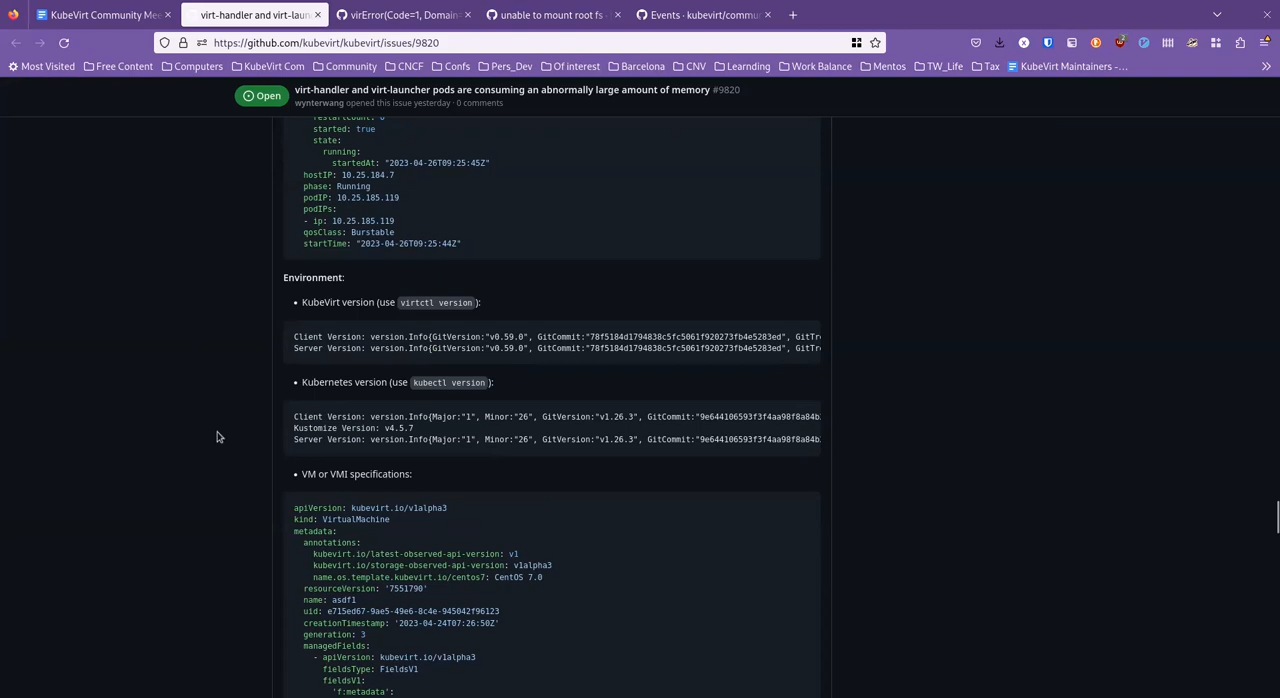 KubeVirt Community Mee
virt-handler and virt-laun
virError(Code=1, Domain=
unable to mount root fs -
Events · kubevirt/commu
https://github.com/kubevirt/kubevirt/issues/9820
Most Visited Free Content Computers KubeVirt Com Community CNCF Confs Pers_Dev Of interest Barcelona CNV Learnding Work Balance Mentos TW_Life Tax KubeVirt Maintainers -…
Open
virt-handler and virt-launcher pods are consuming an abnormally large amount of memory #9820
wynterwang opened this issue yesterday · 0 comments
restartCount: 0
started: true
state:
running:
startedAt: "2023-04-26T09:25:45Z"
hostIP: 10.25.184.7
phase: Running
podIP: 10.25.185.119
podIPs:
- ip: 10.25.185.119
qosClass: Burstable
startTime: "2023-04-26T09:25:44Z"
Environment:
• KubeVirt version (use virtctl version):
Client Version: version.Info{GitVersion:"v0.59.0", GitCommit:"78f5184d1794838c5fc5061f920273fb4e5283ed", GitTr
Server Version: version.Info{GitVersion:"v0.59.0", GitCommit:"78f5184d1794838c5fc5061f920273fb4e5283ed", GitTr
• Kubernetes version (use kubectl version):
Client Version: version.Info{Major:"1", Minor:"26", GitVersion:"v1.26.3", GitCommit:"9e644106593f3f4aa98f8a84b
Kustomize Version: v4.5.7
Server Version: version.Info{Major:"1", Minor:"26", GitVersion:"v1.26.3", GitCommit:"9e644106593f3f4aa98f8a84b
• VM or VMI specifications:
apiVersion: kubevirt.io/v1alpha3
kind: VirtualMachine
metadata:
annotations:
kubevirt.io/latest-observed-api-version: v1
kubevirt.io/storage-observed-api-version: v1alpha3
name.os.template.kubevirt.io/centos7: CentOS 7.0
resourceVersion: '7551790'
name: asdf1
uid: e715ed67-9ae5-49e6-8c4e-945042f96123
creationTimestamp: '2023-04-24T07:26:50Z'
generation: 3
managedFields:
- apiVersion: kubevirt.io/v1alpha3
fieldsType: FieldsV1
fieldsV1:
'f:metadata':